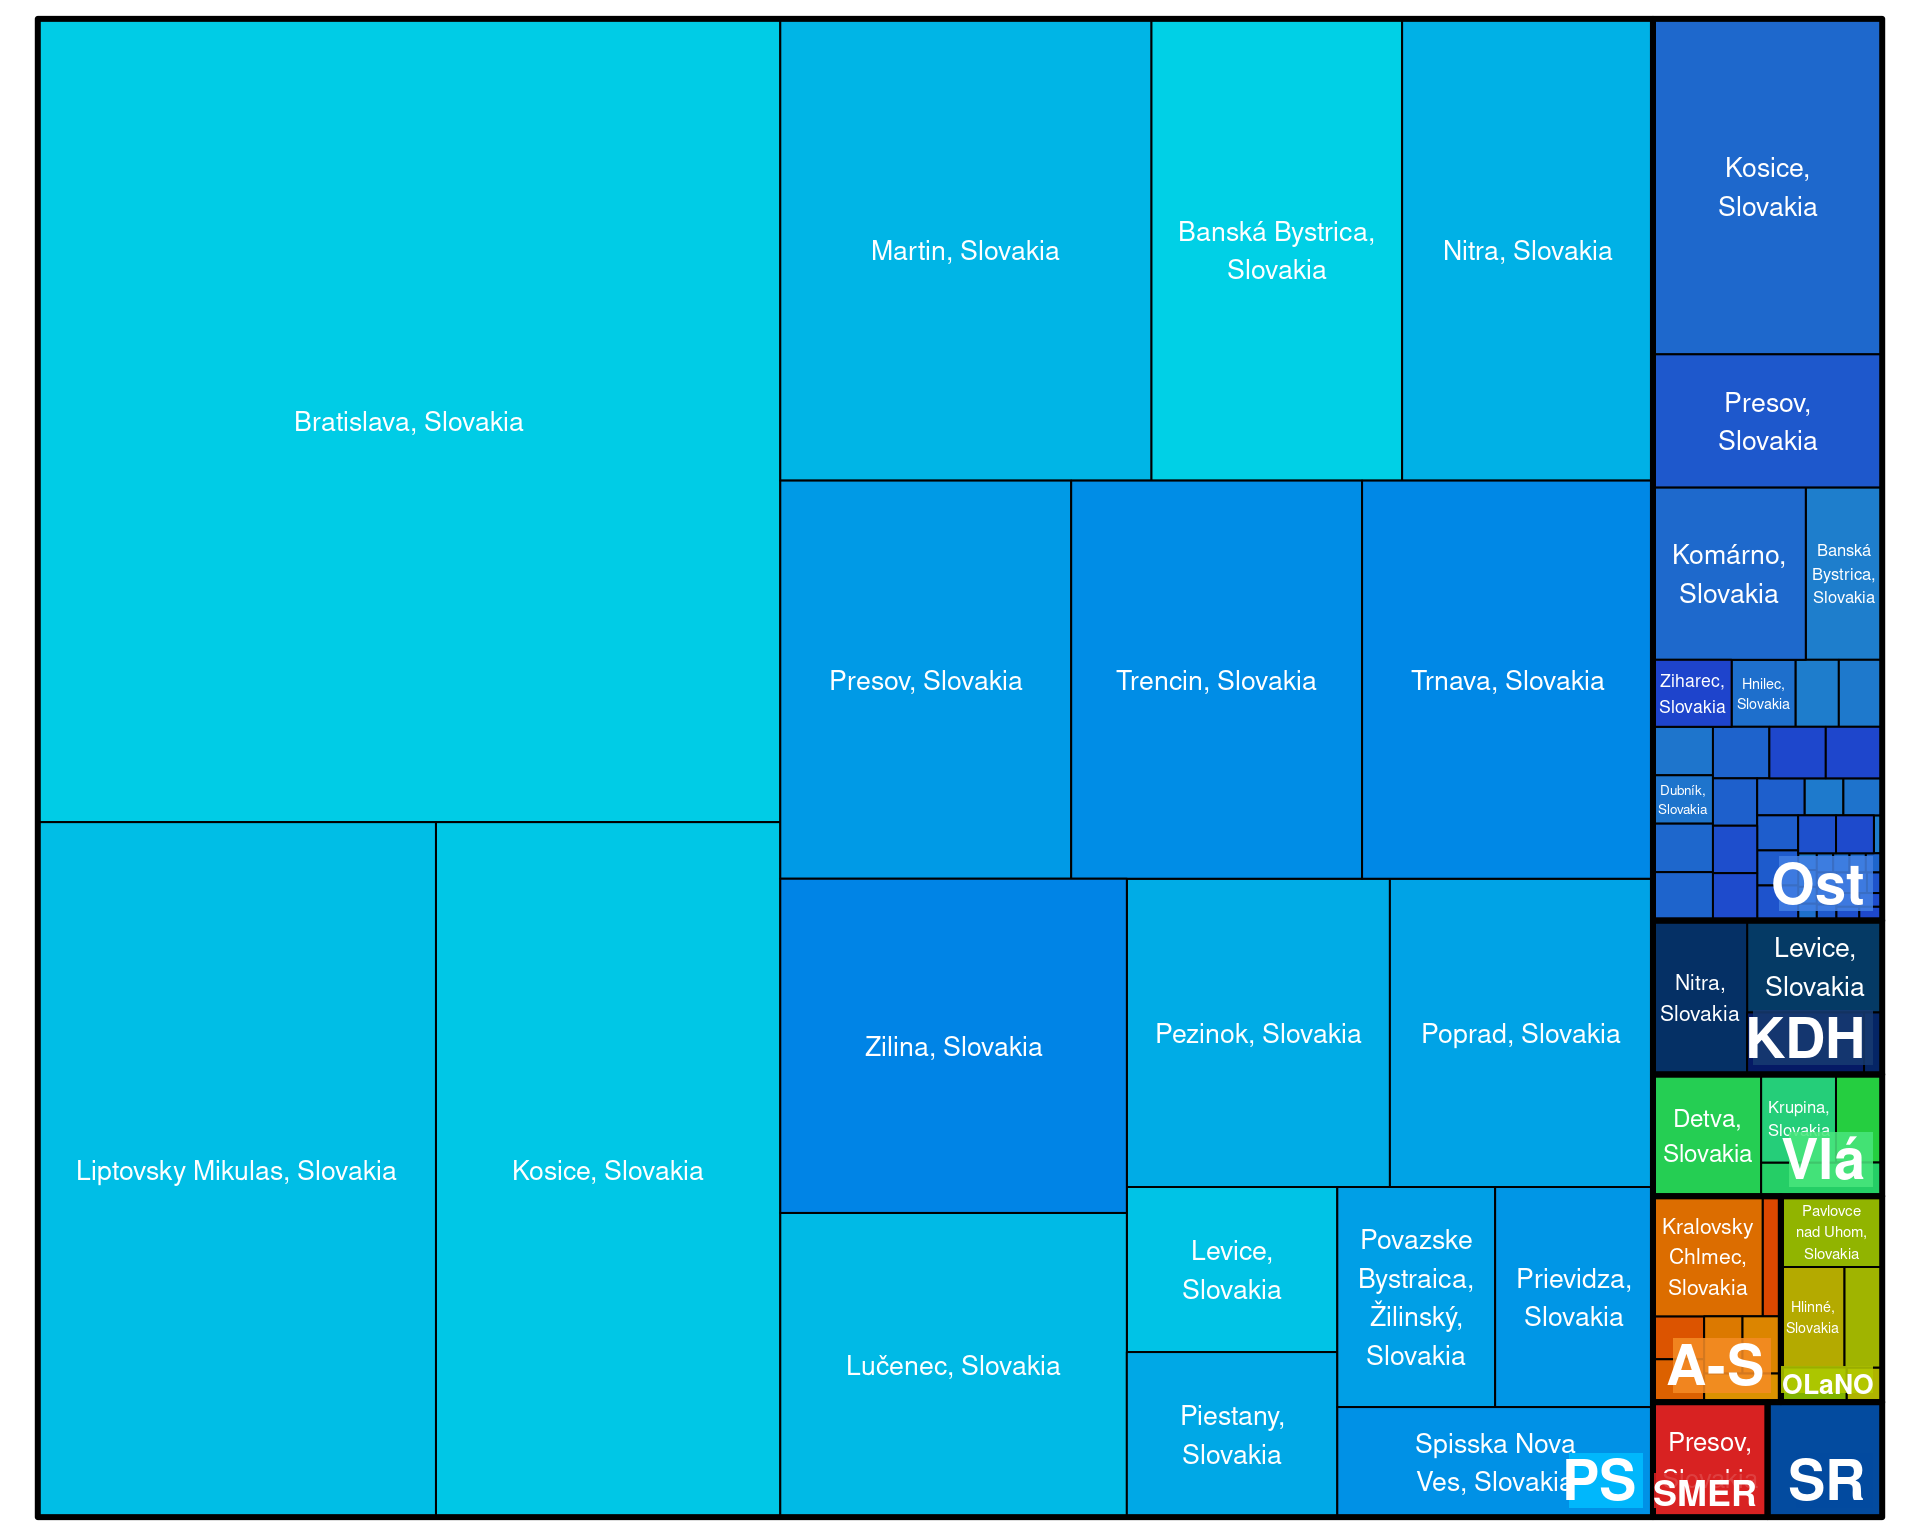 Bratislava, Slovakia
Martin, Slovakia
Banská Bystrica,
Slovakia
Nitra, Slovakia
Presov, Slovakia
Trencin, Slovakia
Trnava, Slovakia
Liptovsky Mikulas, Slovakia
Kosice, Slovakia
Zilina, Slovakia
Pezinok, Slovakia
Poprad, Slovakia
Lučenec, Slovakia
Levice,
Slovakia
Piestany,
Slovakia
Povazske
Bystraica,
Žilinský,
Slovakia
Prievidza,
Slovakia
Spisska Nova
Ves, Slovakia
PS
Kosice,
Slovakia
Presov,
Slovakia
Komárno,
Slovakia
Banská
Bystrica,
Slovakia
Ziharec,
Slovakia
Hnilec,
Slovakia
Dubník,
Slovakia
Ost
Nitra,
Slovakia
Levice,
Slovakia
KDH
Detva,
Slovakia
Krupina,
Slovakia
Vlá
Kralovsky
Chlmec,
Slovakia
A-S
Pavlovce
nad Uhom,
Slovakia
Hlinné,
Slovakia
OLaNO
Presov,
Slovakia
SMER
SR